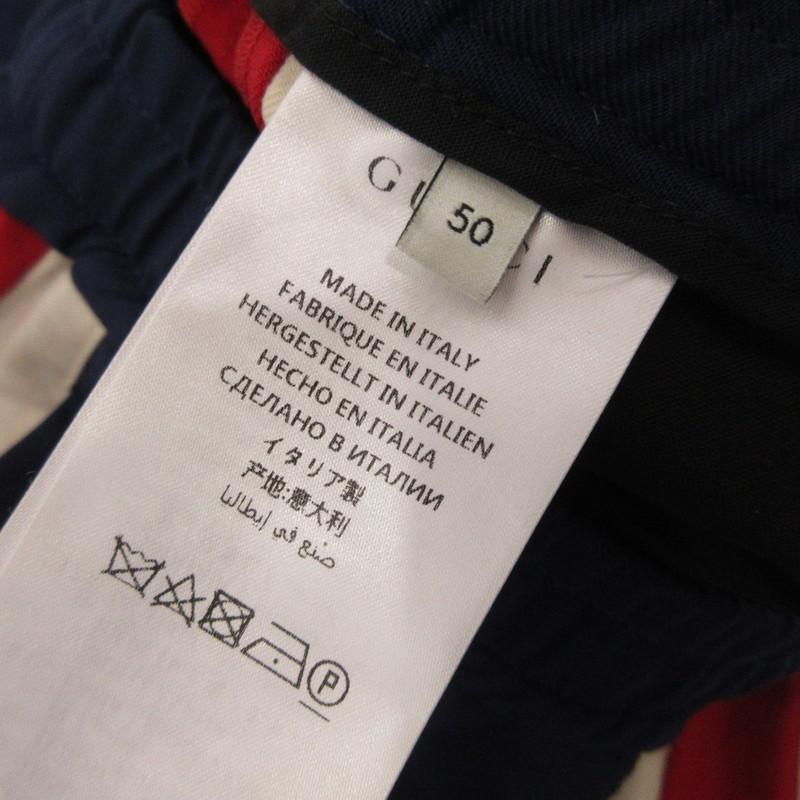 GUCCI
50
MADE IN ITALY
FABRIQUE EN ITALIE
HERGESTELLT IN ITALIEN
HECHO EN ITALIA
СДЕЛАНО В ИТАЛИИ
イタリア製
产地:意大利
صنع في إيطاليا
P